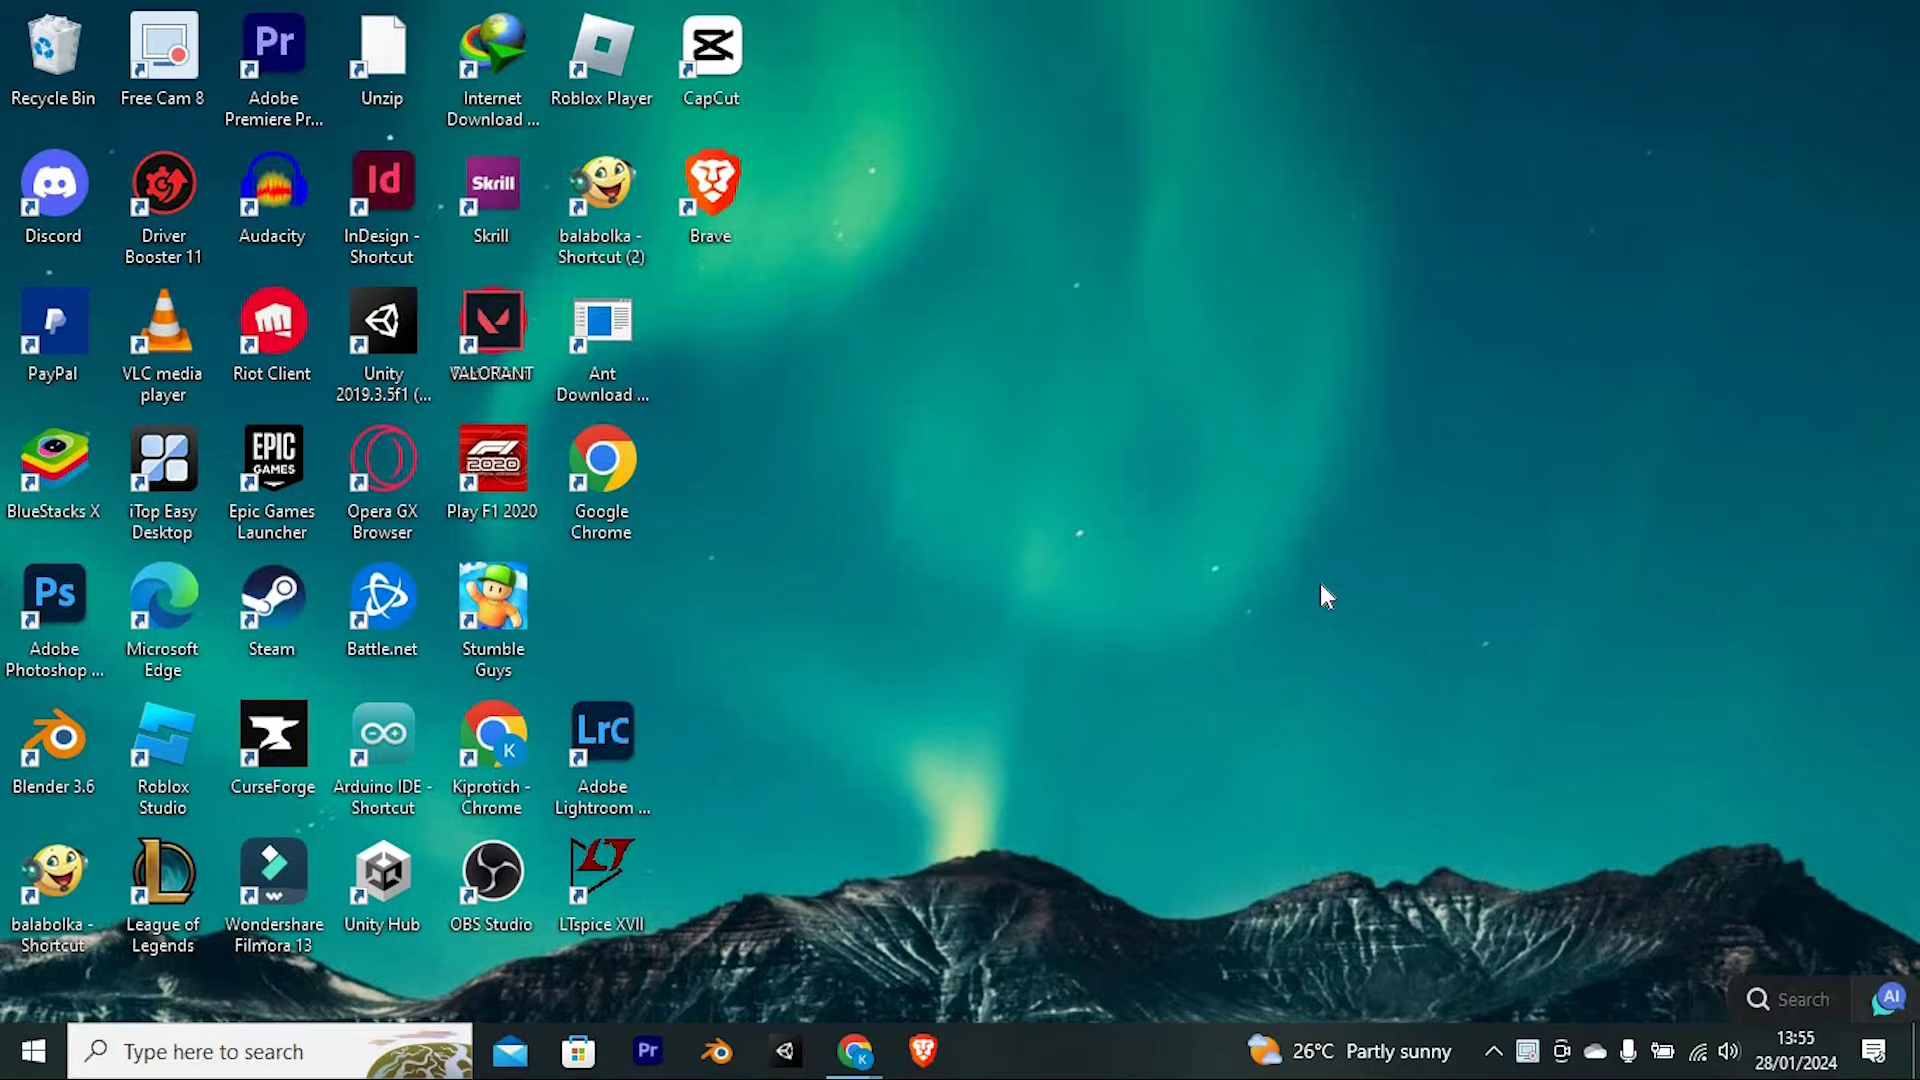 Recycle Bin
Free Cam 8
Pr
Adobe
Premiere Pr...
Unzip
Internet
Download ...
Roblox Player
CapCut
Discord
Driver
Booster 11
Audacity
Id
InDesign -
Shortcut
Skrill
Skrill
balabolka -
Shortcut (2)
Brave
PayPal
VLC media
player
Riot Client
Unity
2019.3.5f1 (...
VALORANT
Ant
Download ...
BlueStacks X
iTop Easy
Desktop
EPIC
GAMES
Epic Games
Launcher
Opera GX
Browser
2020
Play F1 2020
Google
Chrome
Ps
Adobe
Photoshop ...
Microsoft
Edge
Steam
Battle.net
Stumble
Guys
Blender 3.6
Roblox
Studio
CurseForge
Arduino IDE -
Shortcut
K
Kiprotich -
Chrome
LrC
Adobe
Lightroom ...
balabolka -
Shortcut
League of
Legends
Wondershare
Filmora 13
Unity Hub
OBS Studio
LTspice XVII
Search
AI
Type here to search
Pr
K
26°C Partly sunny
13:55
28/01/2024